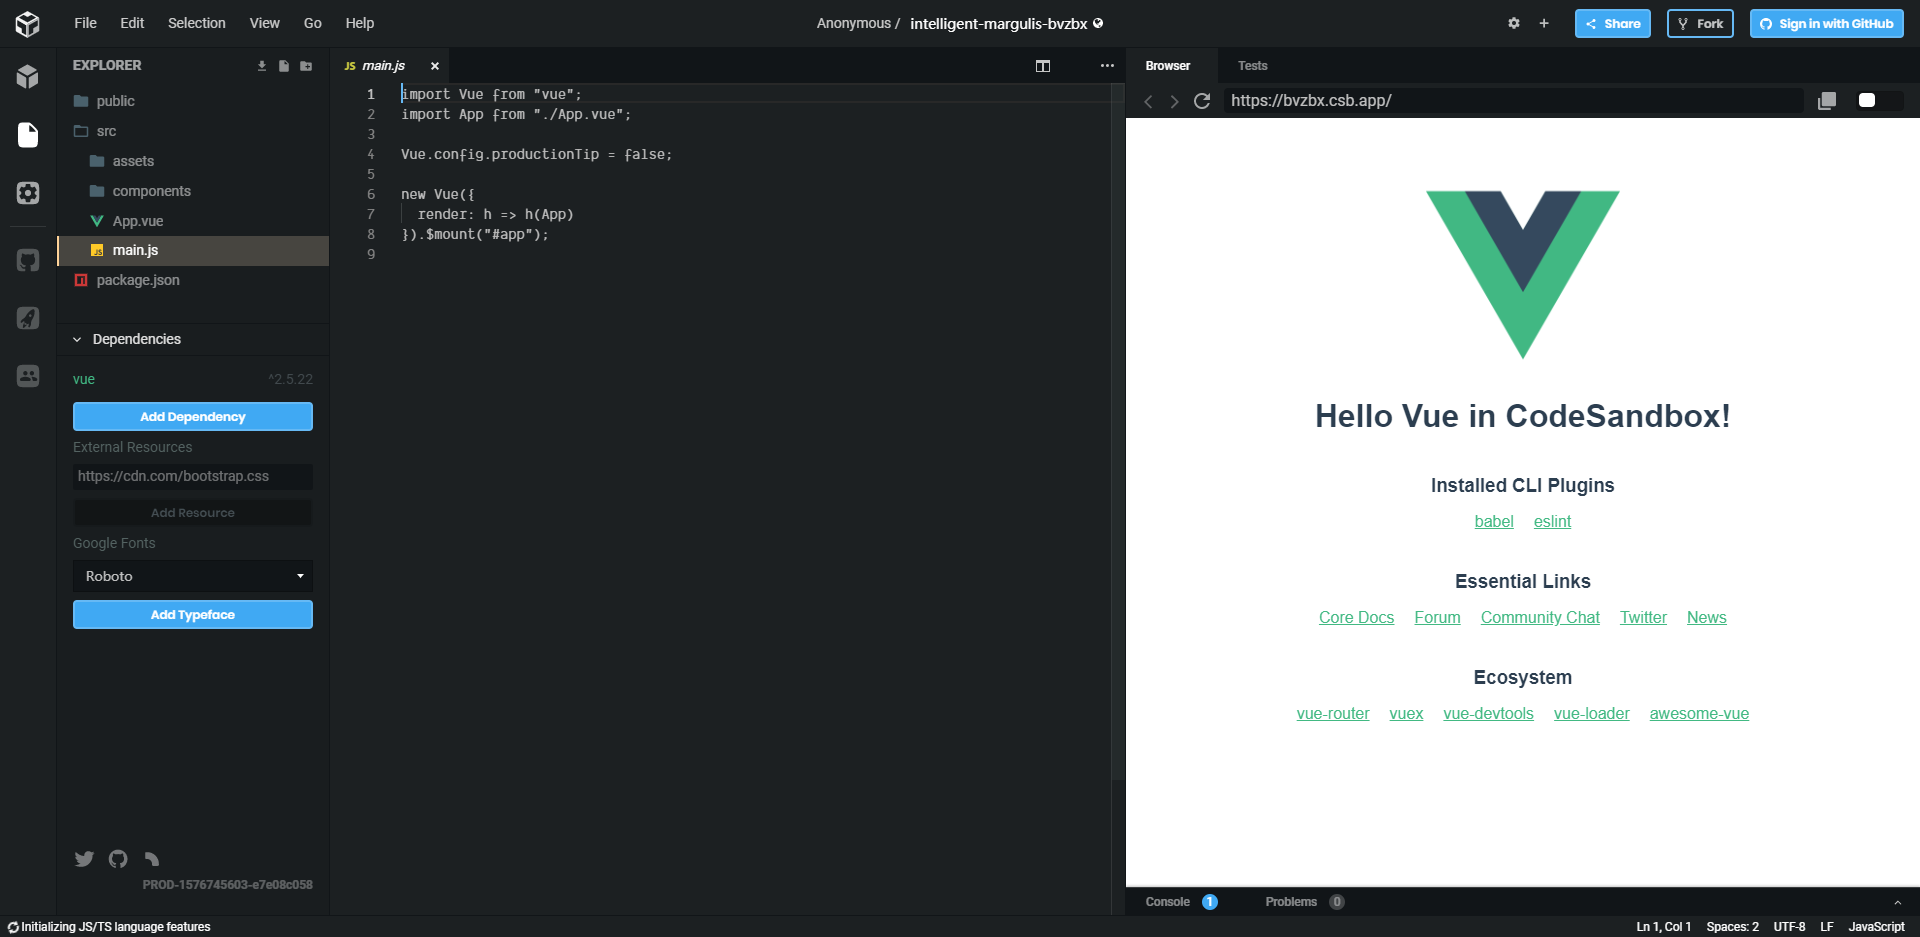 File Edit Selection View Go Help
Anonymous / intelligent-margulis-bvzbx
Share
Fork
Sign in with GitHub
EXPLORER
public
src
assets
components
App.vue
JS main.js
package.json
Dependencies
vue ^2.5.22
Add Dependency
External Resources
https://cdn.com/bootstrap.css
Add Resource
Google Fonts
Roboto
Add Typeface
PROD-1576745603-e7e08c058
JS main.js
1 import Vue from "vue";
2 import App from "./App.vue";
3
4 Vue.config.productionTip = false;
5
6 new Vue({
7 render: h => h(App)
8 }).$mount("#app");
9
Browser Tests
https://bvzbx.csb.app/
Hello Vue in CodeSandbox!
Installed CLI Plugins
babel eslint
Essential Links
Core Docs Forum Community Chat Twitter News
Ecosystem
vue-router vuex vue-devtools vue-loader awesome-vue
Console 1 Problems 0
Initializing JS/TS language features
Ln 1, Col 1 Spaces: 2 UTF-8 LF JavaScript